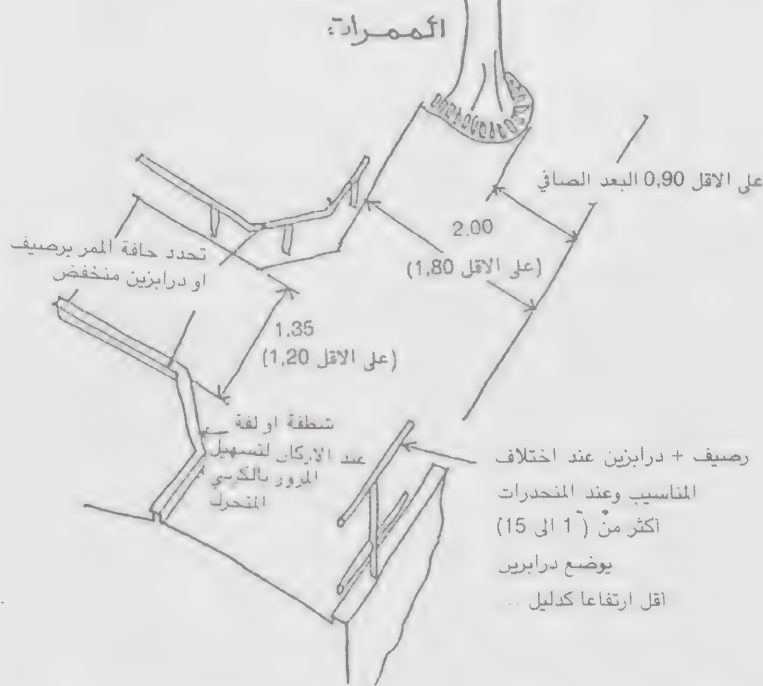 الممرات
على الاقل 0,90 البعد الصافي
2.00
(على الاقل 1,80)
تحدد حافة الممر برصيف
او درابزين منخفض
1.35
(على الاقل 1,20)
شطفة او لفة
عند الاركان لتسهيل
المرور بالكرسي
المتحرك
رصيف + درابزين عند اختلاف
المناسيب وعند المنحدرات
أكثر من (1 الى 15)
يوضع درابزين
أقل ارتفاعا كدليل ..